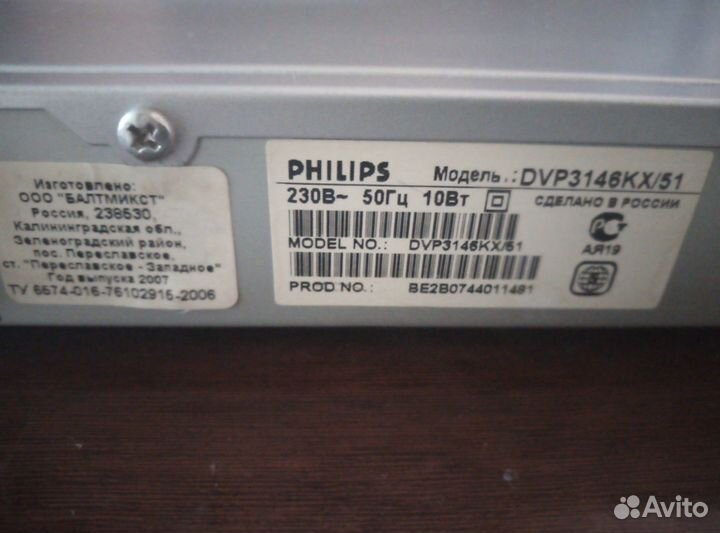 Изготовлено:
ООО "БАЛТМИКСТ"
Россия, 238530,
Калининградская обл.,
Зеленоградский район,
пос. Переславское,
ст. "Переславское - Западное"
Год выпуска 2007
ТУ 6574-016-76102915-2006
PHILIPS Модель.: DVP3146KX/51
230В~ 50Гц 10Вт СДЕЛАНО В РОССИИ
MODEL NO.: DVP3146KX/51
АЯ19
PROD NO.: BE2B0744011481
Avito